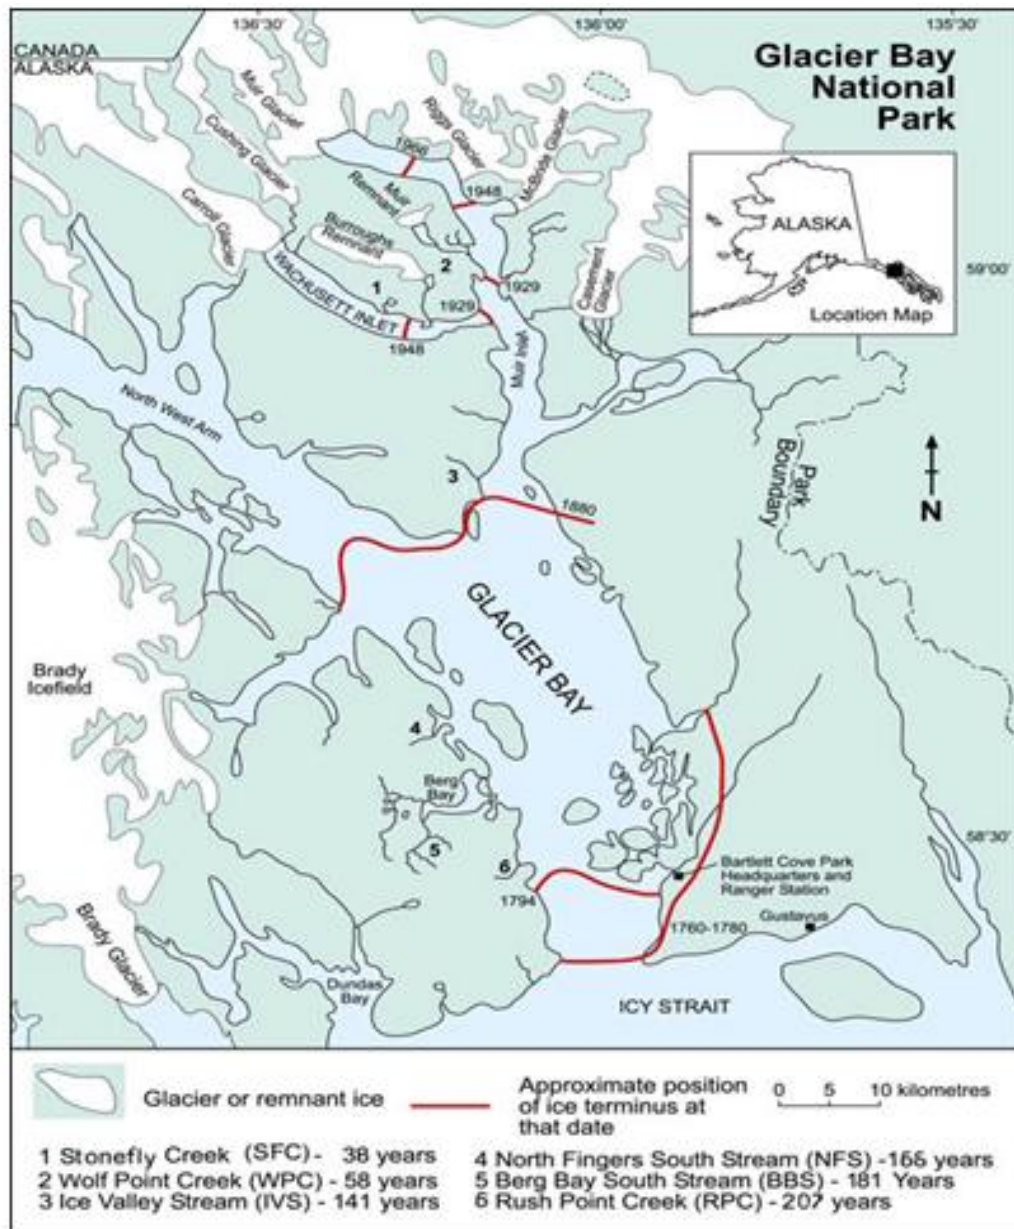 136°30'
136°00'
135°30'
CANADA
ALASKA
Glacier Bay
National
Park
Muir Glacier
Cushing Glacier
Carroll Glacier
Riggs Glacier
McBride Glacier
Casement
Glacier
1966
Muir
Remnant
1948
Burroughs
Remnant
2
1
WACHUSETT INLET
1929
1929
1948
Muir Inlet
ALASKA
Location Map
59°00'
North West Arm
3
1880
Park
Boundary
N
GLACIER BAY
Brady
Icefield
4
Berg
Bay
5
6
1794
58°30'
Bartlett Cove Park
Headquarters and
Ranger Station
Gustavus
1760-1780
Brady Glacier
Dundas
Bay
ICY STRAIT
Glacier or remnant ice
Approximate position
of ice terminus at
that date
0 5 10 kilometres
1 Stonefly Creek (SFC) - 38 years
2 Wolf Point Creek (WPC) - 58 years
3 Ice Valley Stream (IVS) - 141 years
4 North Fingers South Stream (NFS) -166 years
5 Berg Bay South Stream (BBS) - 181 Years
6 Rush Point Creek (RPC) - 207 years